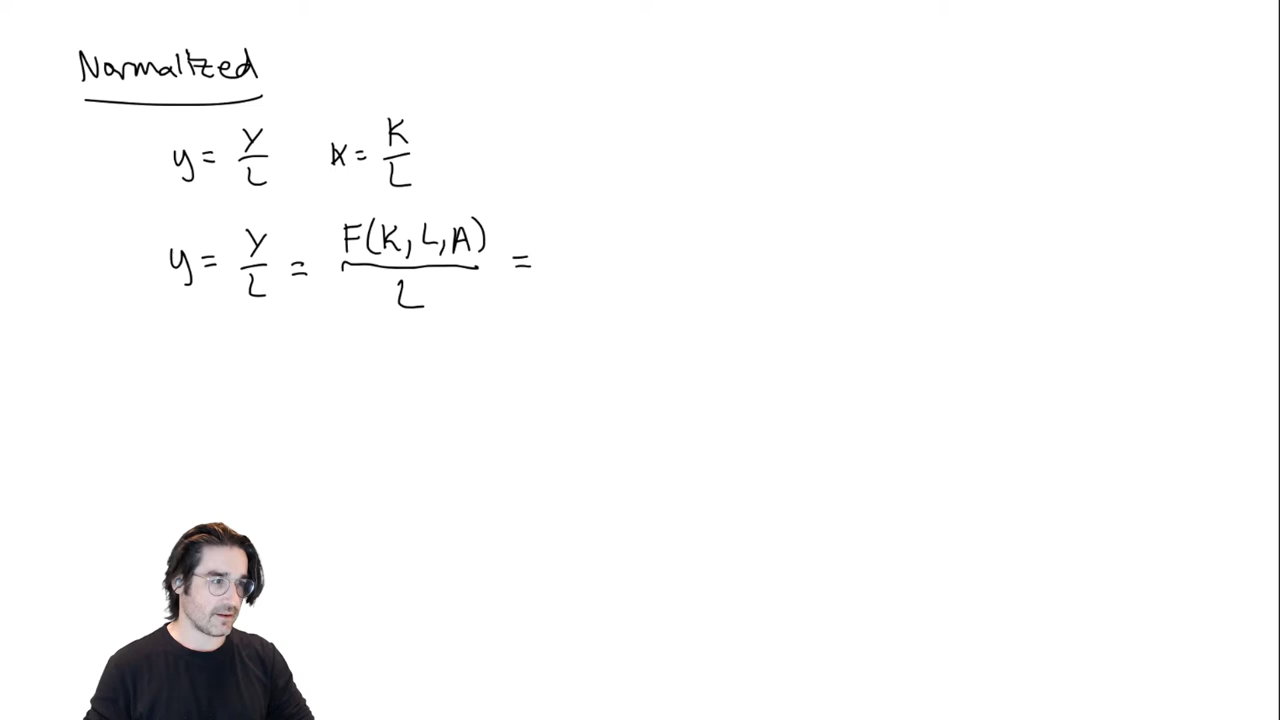 Normalized
y = Y/L k = K/L
y = Y/L = F(K, L, A)/L =